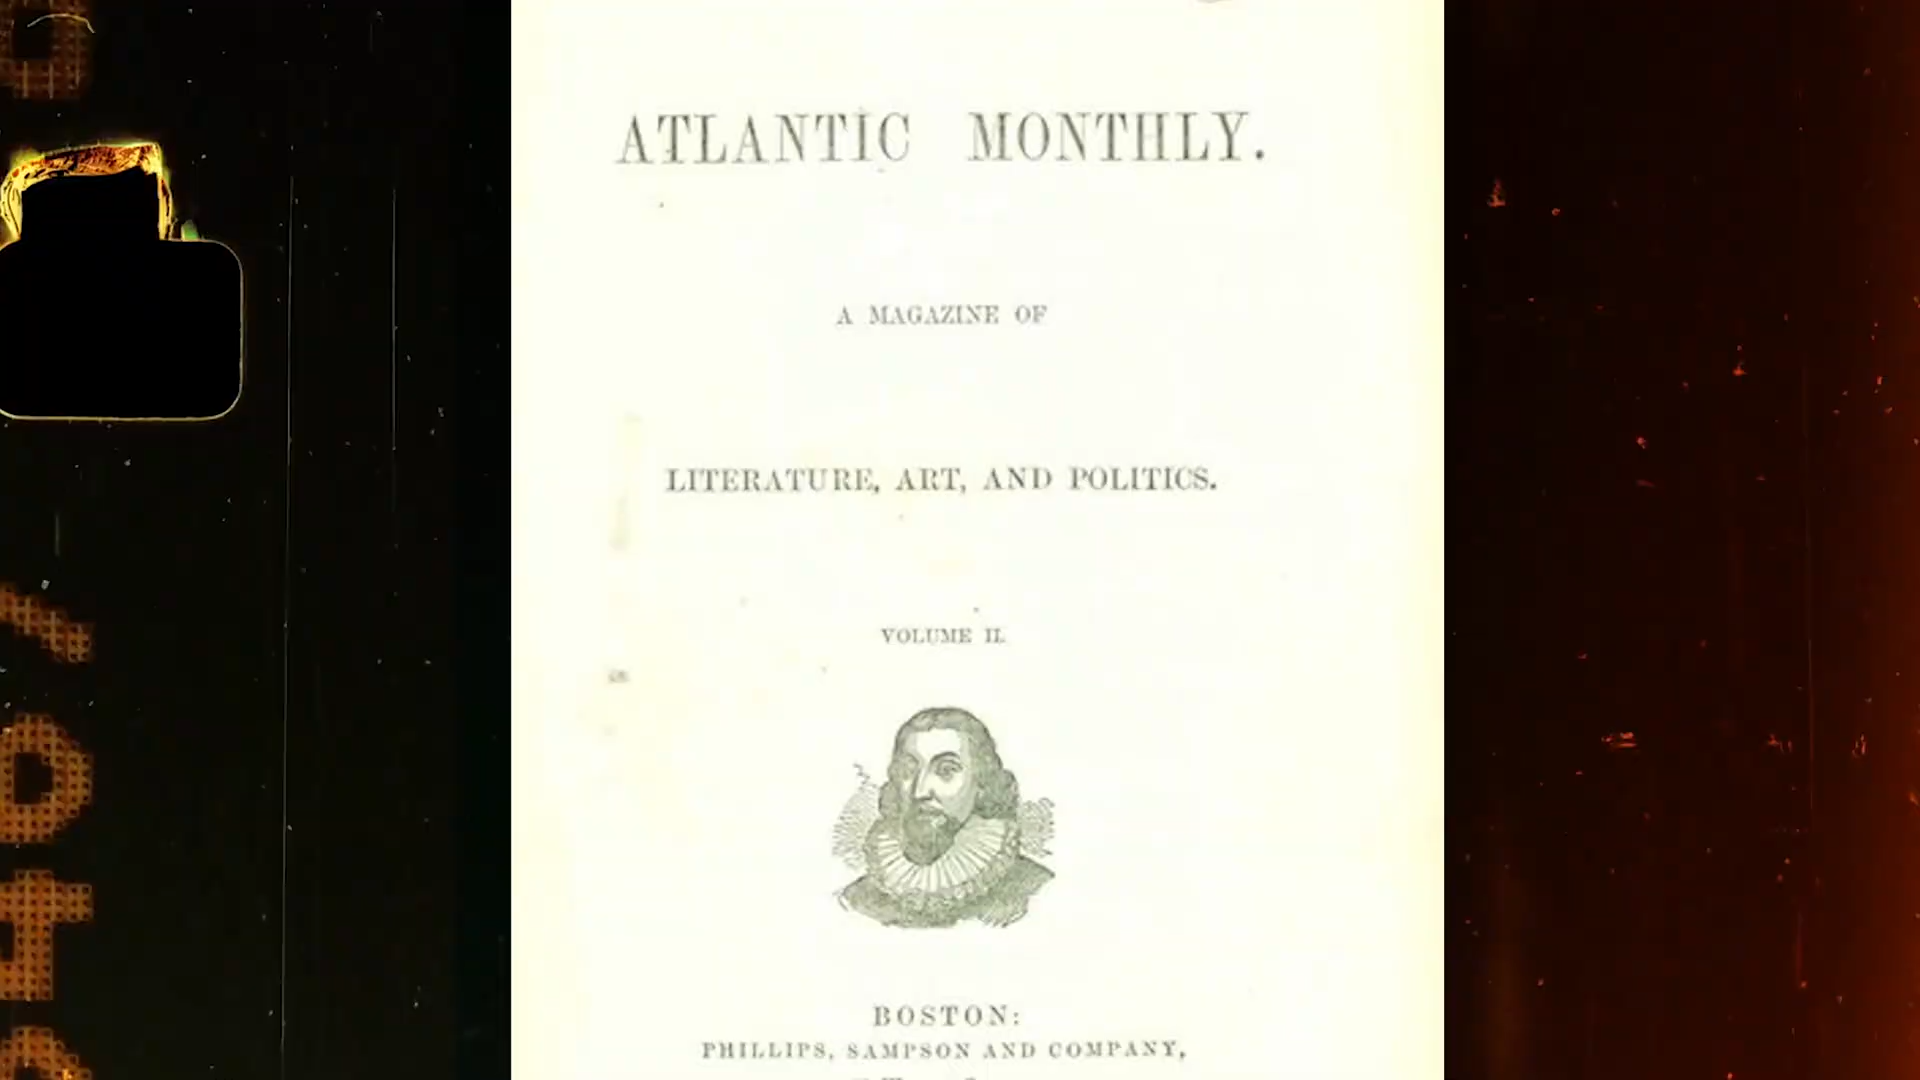 ATLANTIC MONTHLY.
A MAGAZINE OF
LITERATURE, ART, AND POLITICS.
VOLUME II.
BOSTON:
PHILLIPS, SAMPSON AND COMPANY,